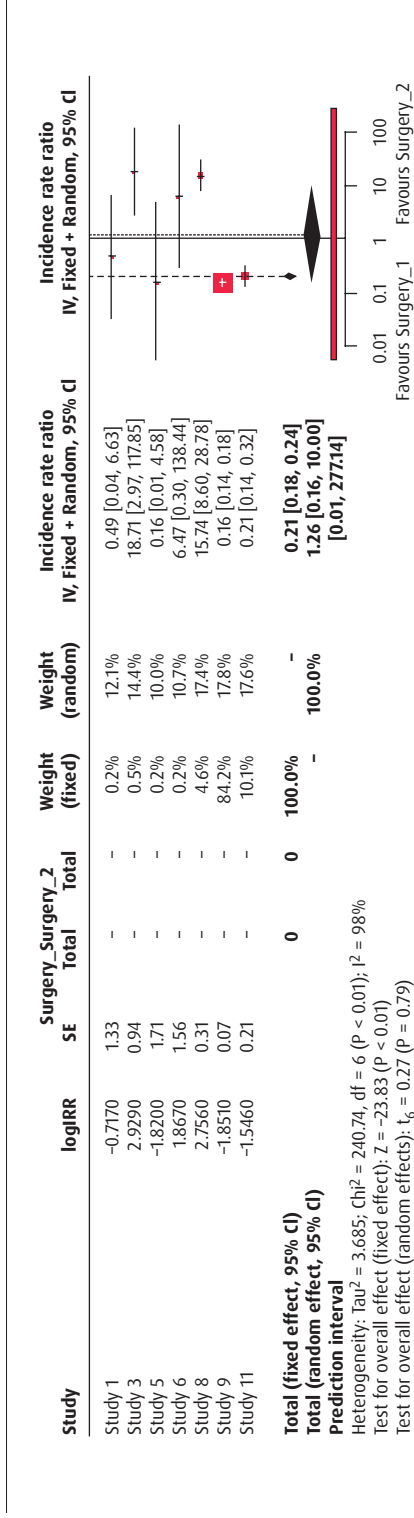 Study logIRR SE Surgery_Surgery_2 Total Total Weight (fixed) Weight (random) Incidence rate ratio IV, Fixed + Random, 95% CI Incidence rate ratio IV, Fixed + Random, 95% CI
Study 1 –0.7170 1.33 – – 0.2% 12.1% 0.49 [0.04, 6.63]
Study 3 2.9290 0.94 – – 0.5% 14.4% 18.71 [2.97, 117.85]
Study 5 –1.8200 1.71 – – 0.2% 10.0% 0.16 [0.01, 4.58]
Study 6 1.8670 1.56 – – 0.2% 10.7% 6.47 [0.30, 138.44]
Study 8 2.7560 0.31 – – 4.6% 17.4% 15.74 [8.60, 28.78]
Study 9 –1.8510 0.07 – – 84.2% 17.8% 0.16 [0.14, 0.18]
Study 11 –1.5460 0.21 – – 10.1% 17.6% 0.21 [0.14, 0.32]
Total (fixed effect, 95% CI) 0 0 100.0% – 0.21 [0.18, 0.24]
Total (random effect, 95% CI) – 100.0% 1.26 [0.16, 10.00]
Prediction interval [0.01, 277.14]
Heterogeneity: Tau² = 3.685; Chi² = 240.74, df = 6 (P < 0.01); I² = 98%
Test for overall effect (fixed effect): Z = –23.83 (P < 0.01)
Test for overall effect (random effects): t₆ = 0.27 (P = 0.79)
0.01 0.1 1 10 100
Favours Surgery_1 Favours Surgery_2